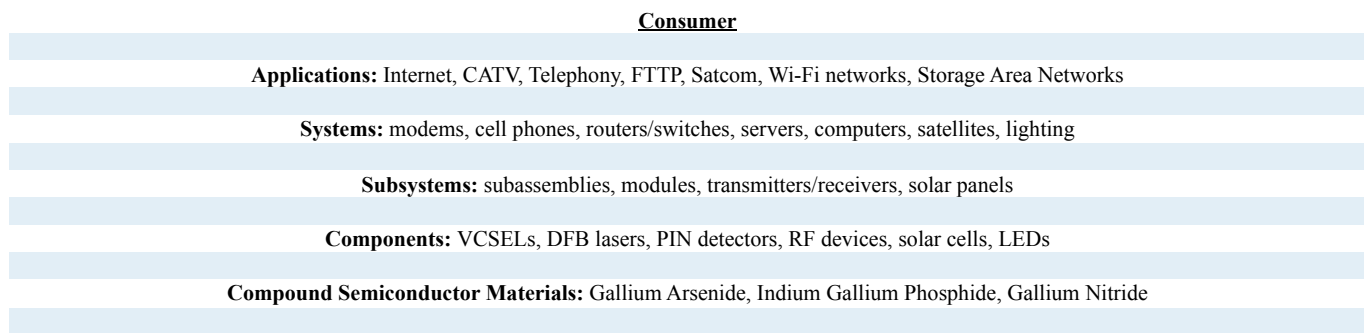 Consumer
Applications: Internet, CATV, Telephony, FTTP, Satcom, Wi-Fi networks, Storage Area Networks
Systems: modems, cell phones, routers/switches, servers, computers, satellites, lighting
Subsystems: subassemblies, modules, transmitters/receivers, solar panels
Components: VCSELs, DFB lasers, PIN detectors, RF devices, solar cells, LEDs
Compound Semiconductor Materials: Gallium Arsenide, Indium Gallium Phosphide, Gallium Nitride